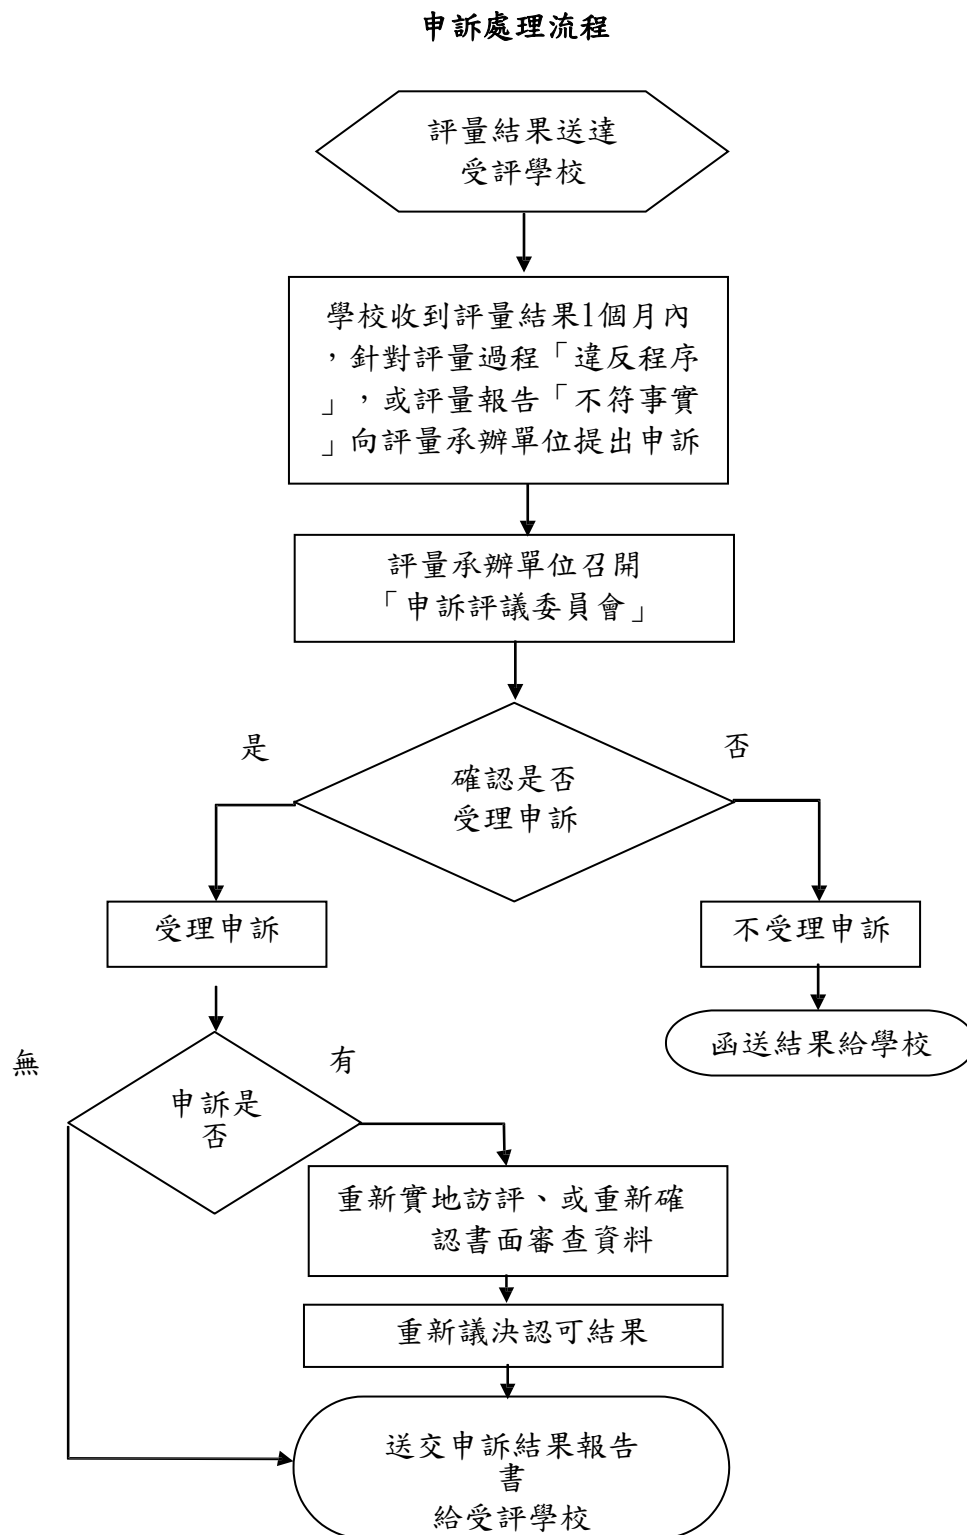 申訴處理流程
評量結果送達
受評學校
學校收到評量結果1個月內
，針對評量過程「違反程序
」，或評量報告「不符事實
」向評量承辦單位提出申訴
評量承辦單位召開
「申訴評議委員會」
是
否
確認是否
受理申訴
受理申訴
不受理申訴
函送結果給學校
無
有
申訴是
否
重新實地訪評、或重新確
認書面審查資料
重新議決認可結果
送交申訴結果報告
書
給受評學校